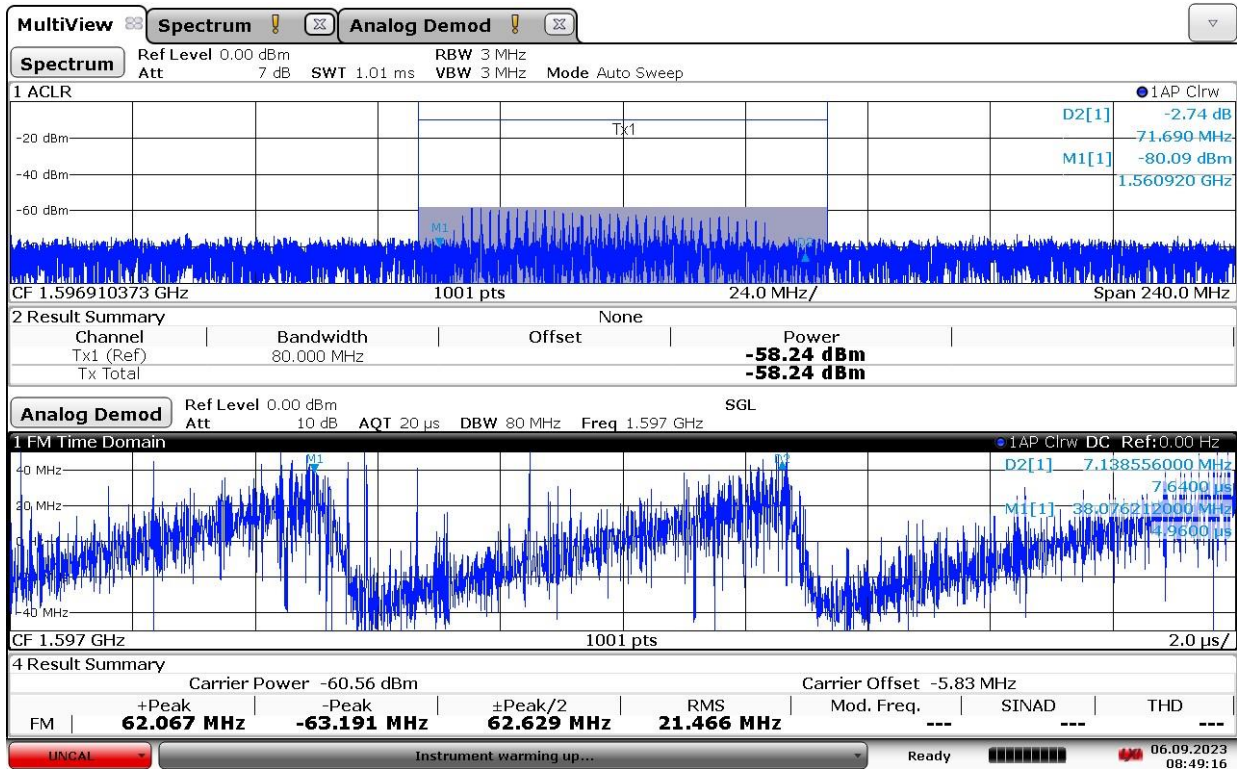 MultiView Spectrum Analog Demod
Spectrum Ref Level 0.00 dBm RBW 3 MHz
Att 7 dB SWT 1.01 ms VBW 3 MHz Mode Auto Sweep
1 ACLR 1AP Clrw
D2[1] -2.74 dB
Tx1
-20 dBm 71.690 MHz
M1[1] -80.09 dBm
-40 dBm 1.560920 GHz
-60 dBm
M1
D2
CF 1.596910373 GHz 1001 pts 24.0 MHz/ Span 240.0 MHz
2 Result Summary None
Channel Bandwidth Offset Power
Tx1 (Ref) 80.000 MHz -58.24 dBm
Tx Total -58.24 dBm
Analog Demod Ref Level 0.00 dBm SGL
Att 10 dB AQT 20 µs DBW 80 MHz Freq 1.597 GHz
1 FM Time Domain 1AP Clrw DC Ref:0.00 Hz
M1 D2 D2[1] 7.138556000 MHz
40 MHz
7.6400 µs
20 MHz M1[1] 38.076212000 MHz
4.9600 µs
-40 MHz
CF 1.597 GHz 1001 pts 2.0 µs/
4 Result Summary
Carrier Power -60.56 dBm Carrier Offset -5.83 MHz
+Peak -Peak ±Peak/2 RMS Mod. Freq. SINAD THD
FM 62.067 MHz -63.191 MHz 62.629 MHz 21.466 MHz --- --- ---
UNCAL Instrument warming up... Ready LXI 06.09.2023
08:49:16